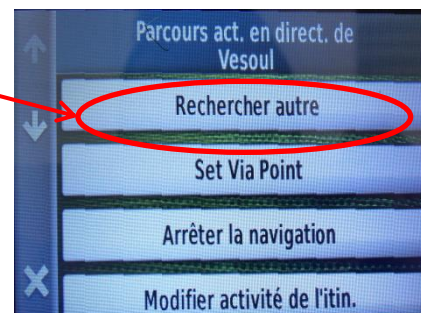 Parcours act. en direct. de
Vesoul
Rechercher autre
Set Via Point
Arrêter la navigation
Modifier activité de l'itin.